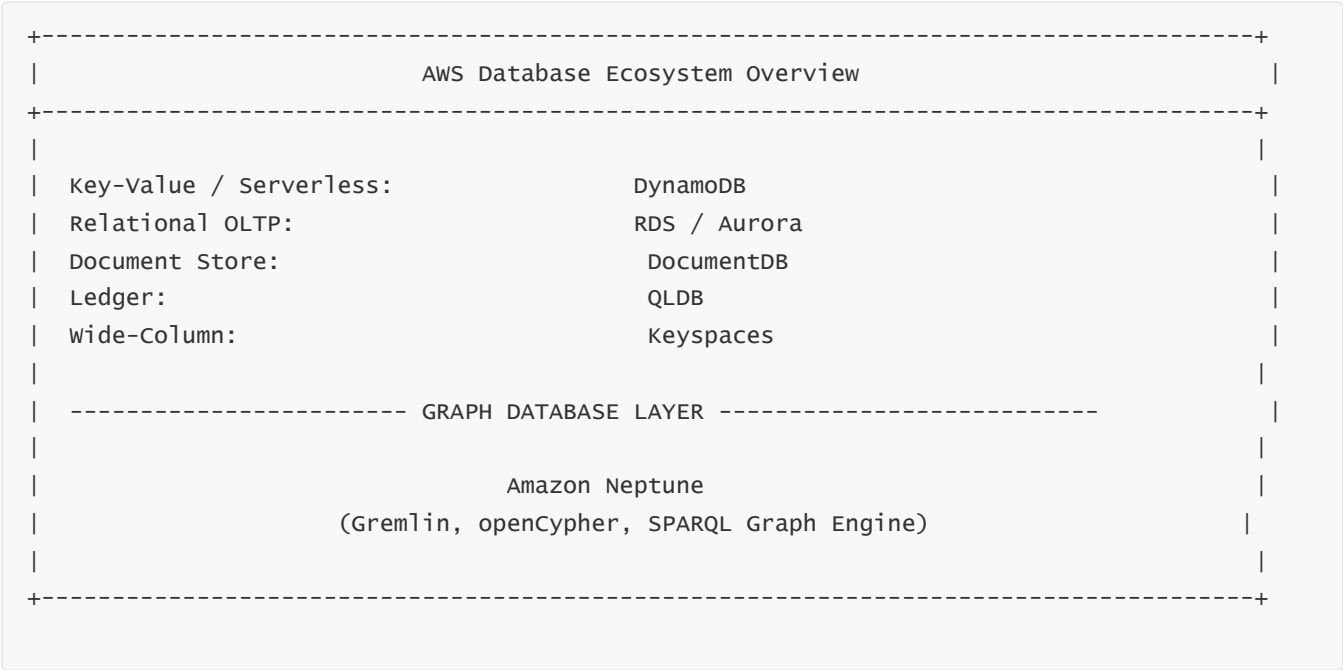 +--------------------------------------------------------------------------------------+
|                           AWS Database Ecosystem Overview                             |
+--------------------------------------------------------------------------------------+
|                                                                                      |
|  Key-Value / Serverless:                 DynamoDB                                     |
|  Relational OLTP:                        RDS / Aurora                                 |
|  Document Store:                          DocumentDB                                  |
|  Ledger:                                  QLDB                                        |
|  Wide-Column:                             Keyspaces                                   |
|                                                                                      |
|  ------------------------ GRAPH DATABASE LAYER ---------------------------            |
|                                                                                      |
|                                 Amazon Neptune                                       |
|                     (Gremlin, openCypher, SPARQL Graph Engine)                      |
|                                                                                      |
+--------------------------------------------------------------------------------------+